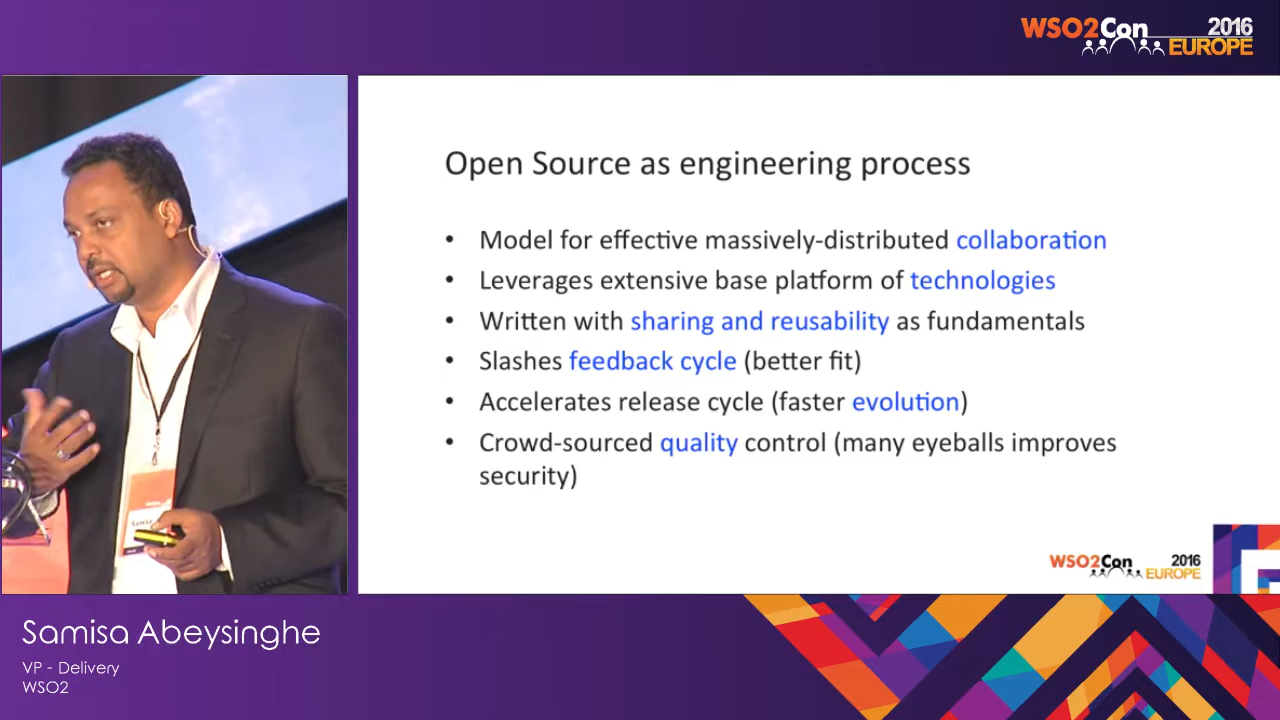 WSO2Con 2016
EUROPE
Open Source as engineering process
• Model for effective massively-distributed collaboration
• Leverages extensive base platform of technologies
• Written with sharing and reusability as fundamentals
• Slashes feedback cycle (better fit)
• Accelerates release cycle (faster evolution)
• Crowd-sourced quality control (many eyeballs improves
security)
WSO2Con 2016
EUROPE
Samisa Abeysinghe
VP - Delivery
WSO2